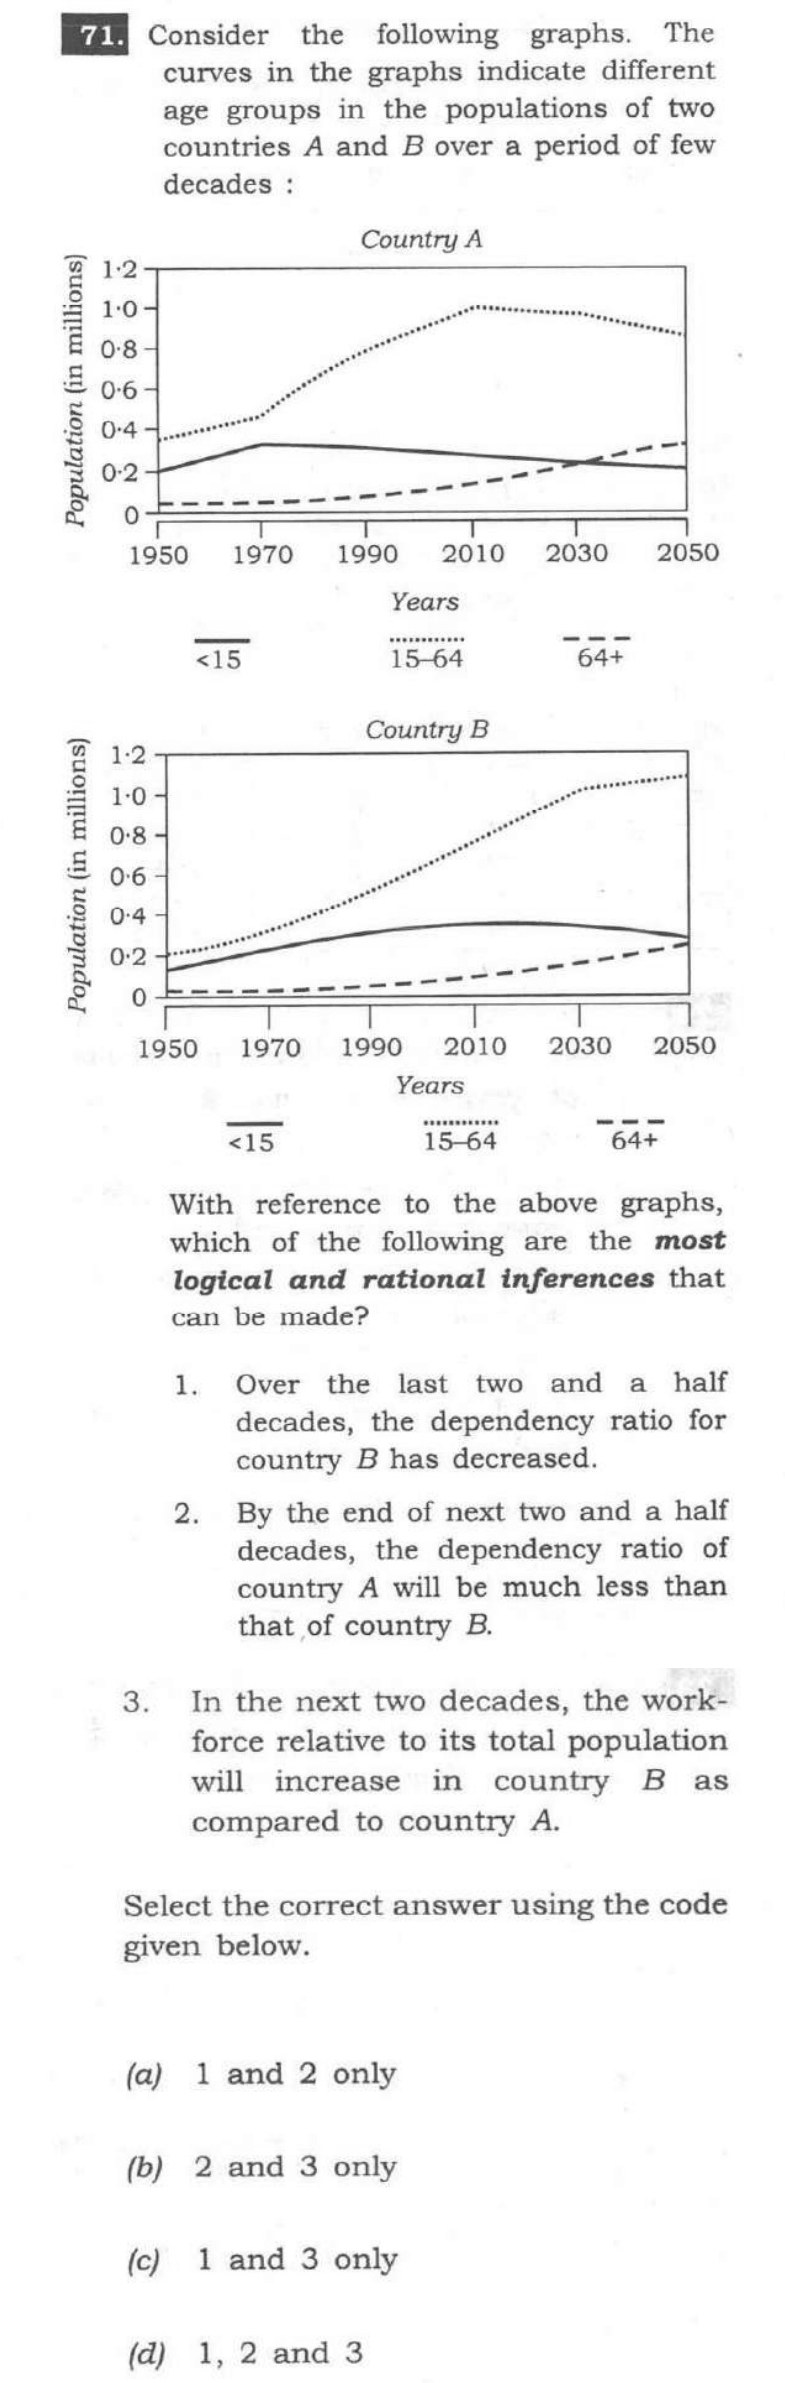 71. Consider the following graphs. The
curves in the graphs indicate different
age groups in the populations of two
countries A and B over a period of few
decades :
Country A
Population (in millions)
1·2
1·0
0·8
0·6
0·4
0·2
0
1950 1970 1990 2010 2030 2050
Years
<15 15–64 64+
Country B
Population (in millions)
1·2
1·0
0·8
0·6
0·4
0·2
0
1950 1970 1990 2010 2030 2050
Years
<15 15–64 64+
With reference to the above graphs,
which of the following are the most
logical and rational inferences that
can be made?
1. Over the last two and a half
decades, the dependency ratio for
country B has decreased.
2. By the end of next two and a half
decades, the dependency ratio of
country A will be much less than
that of country B.
3. In the next two decades, the work-
force relative to its total population
will increase in country B as
compared to country A.
Select the correct answer using the code
given below.
(a) 1 and 2 only
(b) 2 and 3 only
(c) 1 and 3 only
(d) 1, 2 and 3